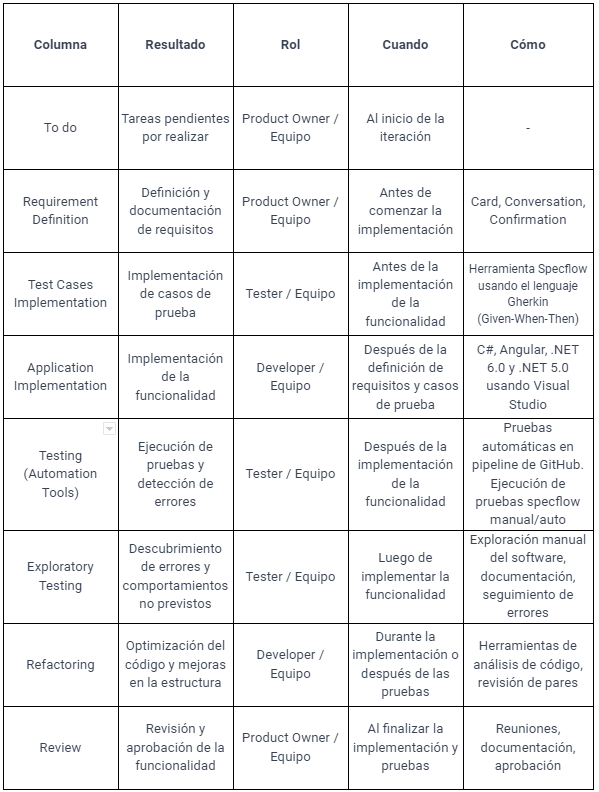 Columna
Resultado
Rol
Cuando
Cómo
To do
Tareas pendientes
por realizar
Product Owner /
Equipo
Al inicio de la
iteración
-
Requirement
Definition
Definición y
documentación
de requisitos
Product Owner /
Equipo
Antes de
comenzar la
implementación
Card, Conversation,
Confirmation
Test Cases
Implementation
Implementación
de casos de
prueba
Tester / Equipo
Antes de la
implementación
de la
funcionalidad
Herramienta Specflow
usando el lenguaje
Gherkin
(Given-When-Then)
Application
Implementation
Implementación
de la
funcionalidad
Developer /
Equipo
Después de la
definición de
requisitos y casos
de prueba
C#, Angular, .NET
6.0 y .NET 5.0
usando Visual
Studio
Testing
(Automation
Tools)
Ejecución de
pruebas y
detección de
errores
Tester / Equipo
Después de la
implementación
de la
funcionalidad
Pruebas
automáticas en
pipeline de GitHub.
Ejecución de
pruebas specflow
manual/auto
Exploratory
Testing
Descubrimiento
de errores y
comportamientos
no previstos
Tester / Equipo
Luego de
implementar la
funcionalidad
Exploración manual
del software,
documentación,
seguimiento de
errores
Refactoring
Optimización del
código y mejoras
en la estructura
Developer /
Equipo
Durante la
implementación o
después de las
pruebas
Herramientas de
análisis de código,
revisión de pares
Review
Revisión y
aprobación de la
funcionalidad
Product Owner /
Equipo
Al finalizar la
implementación y
pruebas
Reuniones,
documentación,
aprobación